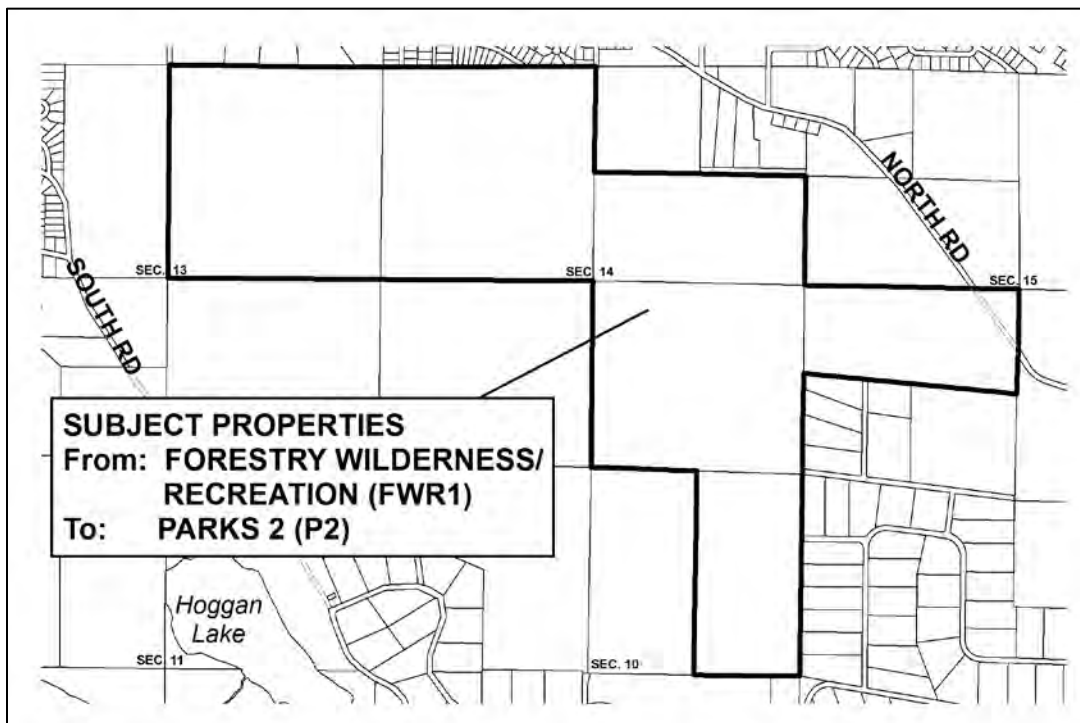 NORTH RD
SEC. 13
SEC. 14
SEC. 15
SOUTH RD
SUBJECT PROPERTIES
From: FORESTRY WILDERNESS/
RECREATION (FWR1)
To: PARKS 2 (P2)
Hoggan
Lake
SEC. 11
SEC. 10